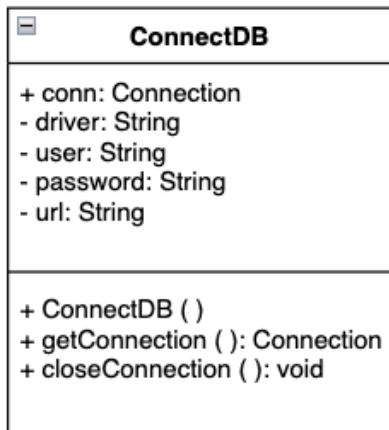 ConnectDB
+ conn: Connection
- driver: String
- user: String
- password: String
- url: String
+ ConnectDB ( )
+ getConnection ( ): Connection
+ closeConnection ( ): void